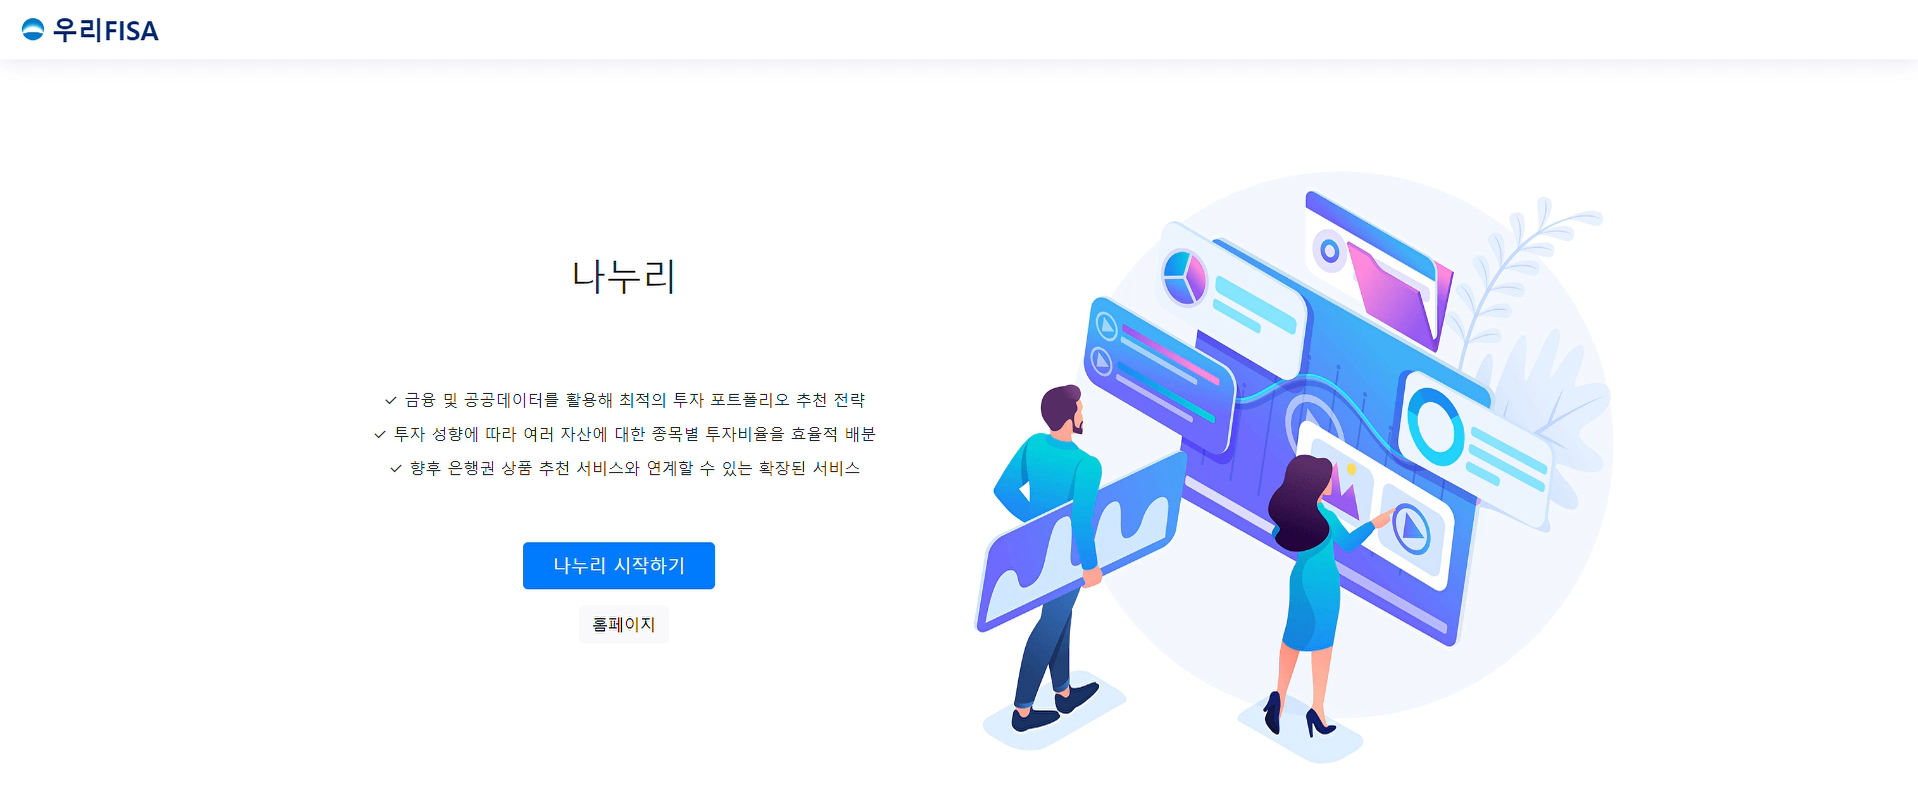 우리FISA
나누리
✓ 금융 및 공공데이터를 활용해 최적의 투자 포트폴리오 추천 전략
✓ 투자 성향에 따라 여러 자산에 대한 종목별 투자비율을 효율적 배분
✓ 향후 은행권 상품 추천 서비스와 연계할 수 있는 확장된 서비스
나누리 시작하기
홈페이지